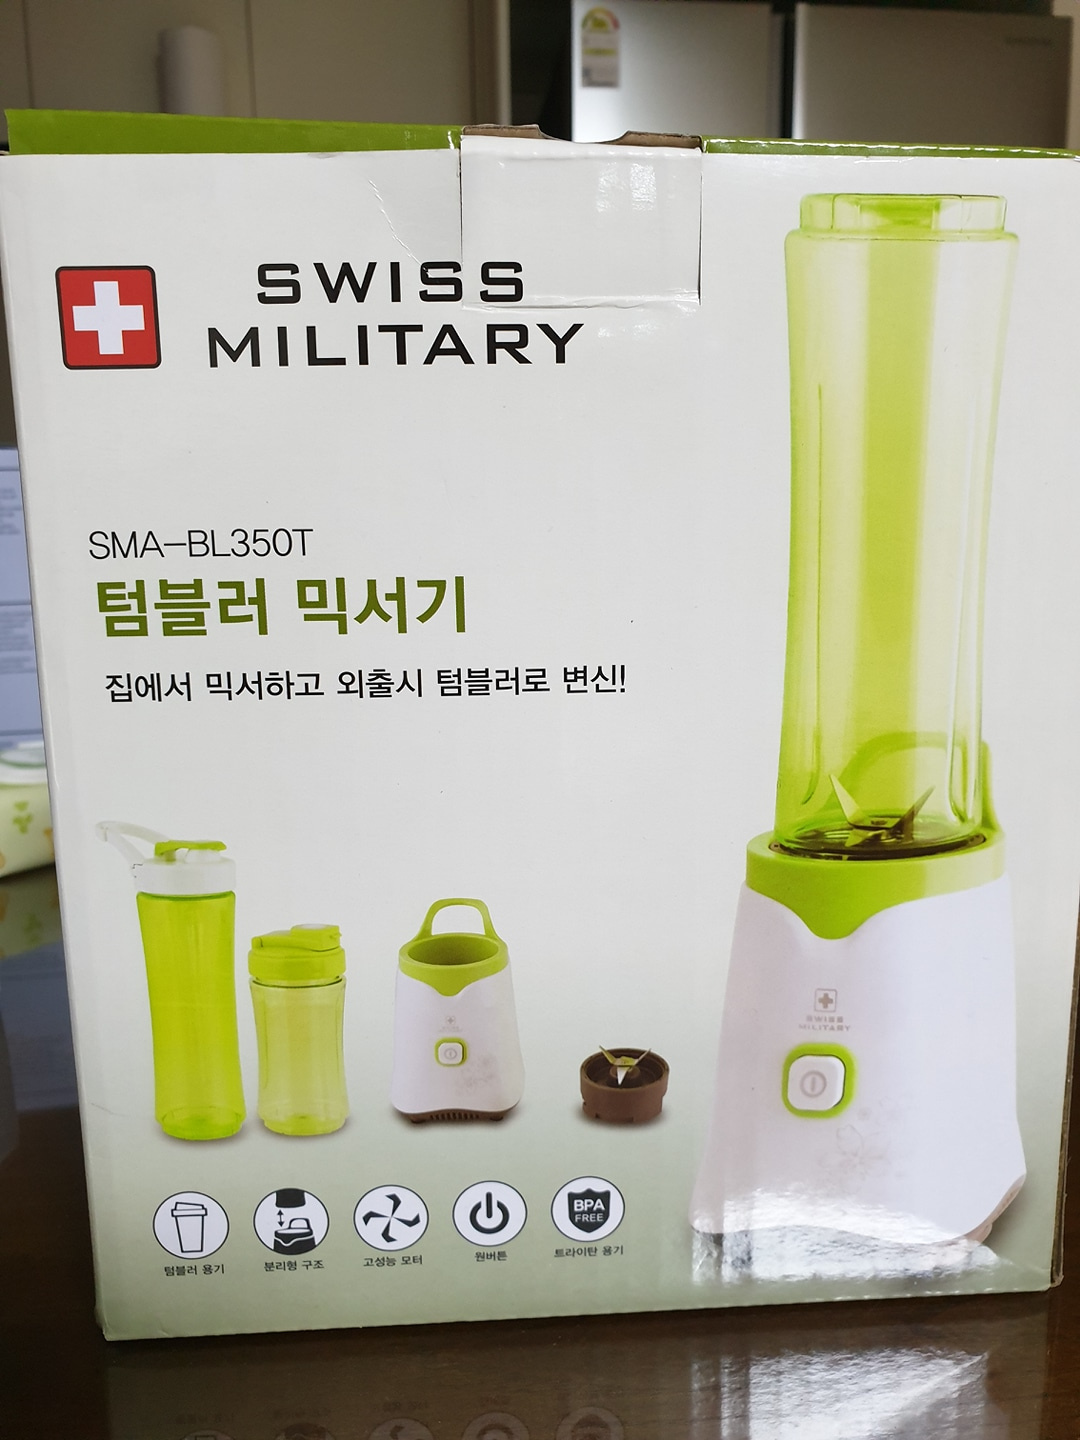 SWISS
MILITARY
SMA-BL350T
텀블러 믹서기
집에서 믹서하고 외출시 텀블러로 변신!
SWISS
MILITARY
텀블러 용기
분리형 구조
고성능 모터
원버튼
BPA
FREE
트라이탄 용기